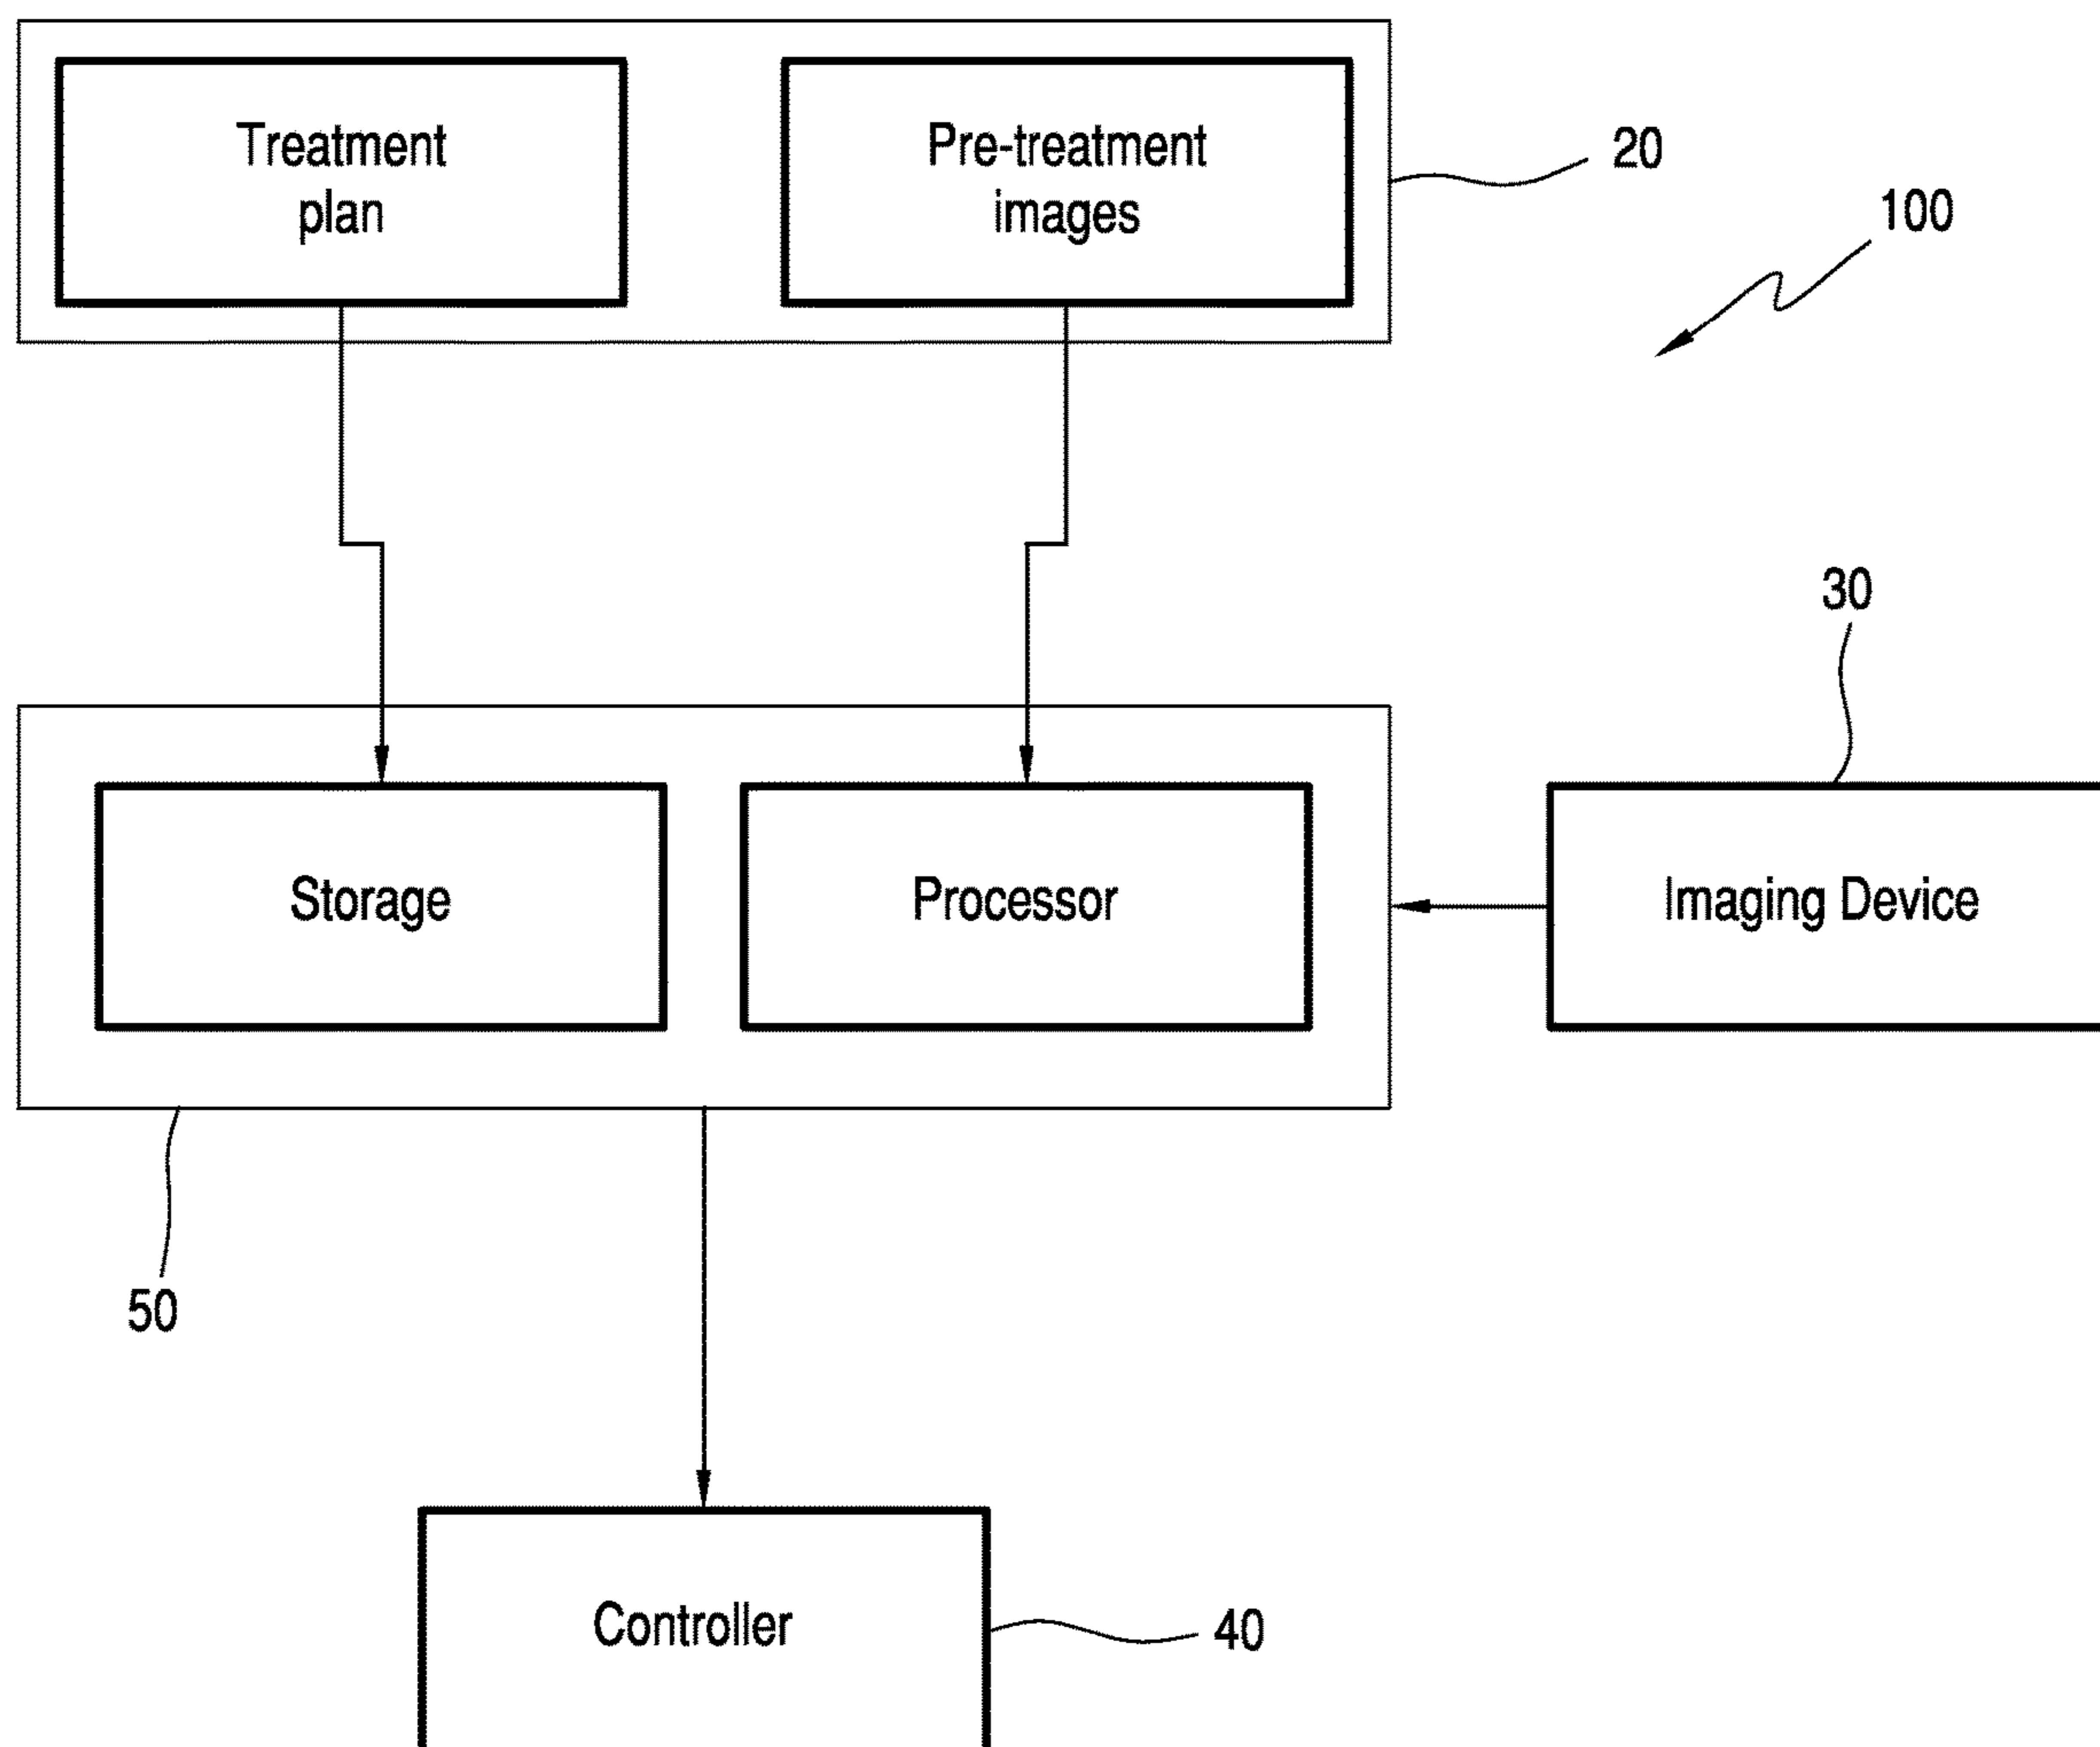 Treatment
plan
Pre-treatment
images
20
100
30
Storage
Processor
Imaging Device
50
Controller
40